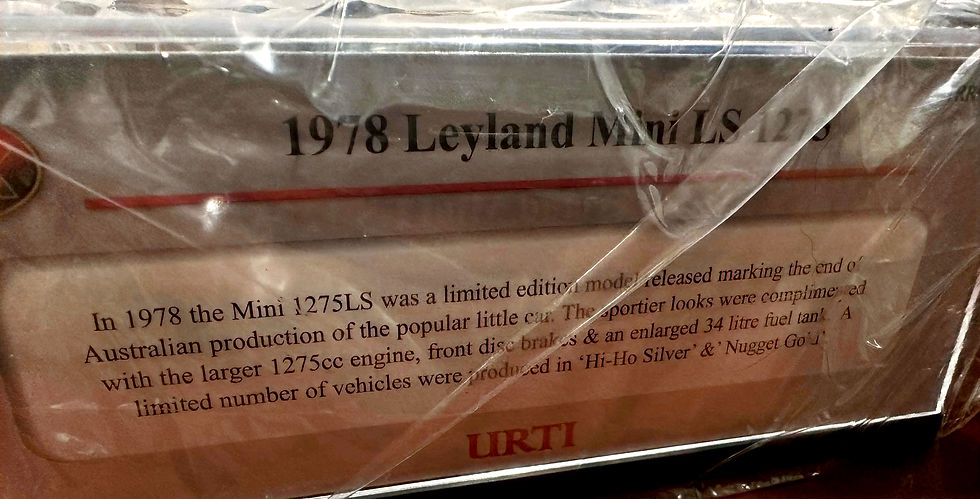 1978 Leyland Mini LS 1275
In 1978 the Mini 1275LS was a limited edition model released marking the end of
Australian production of the popular little car. The sportier looks were complimented
with the larger 1275cc engine, front disc brakes & an enlarged 34 litre fuel tank. A
limited number of vehicles were produced in ‘Hi-Ho Silver’ &’ Nugget Gold’
URTI